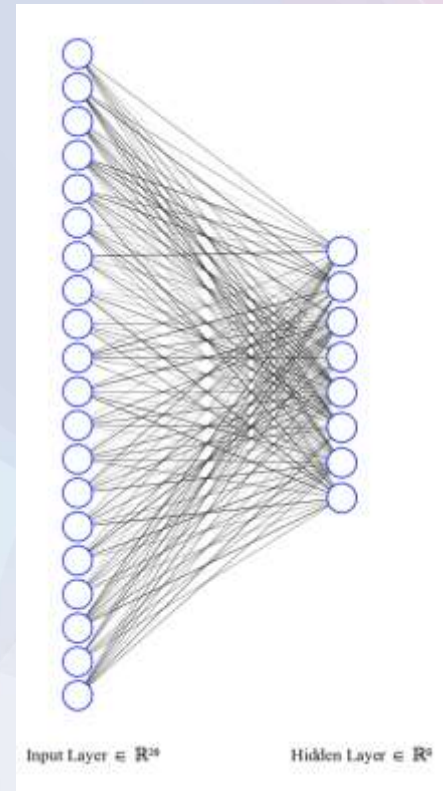 Input Layer ∈ ℝ²⁰ Hidden Layer ∈ ℝ⁸